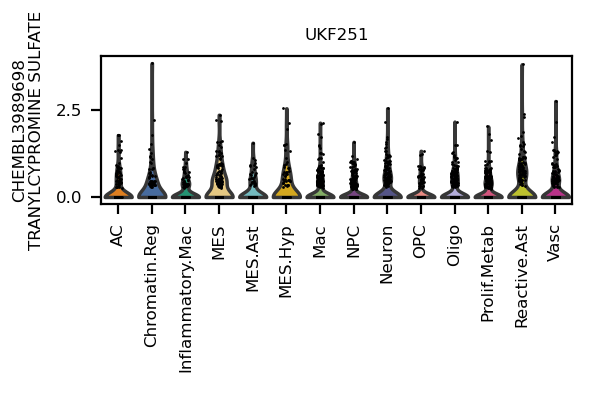 UKF251
CHEMBL3989698
TRANYLCYPROMINE SULFATE
2.5
0.0
AC
Chromatin.Reg
Inflammatory.Mac
MES
MES.Ast
MES.Hyp
Mac
NPC
Neuron
OPC
Oligo
Prolif.Metab
Reactive.Ast
Vasc